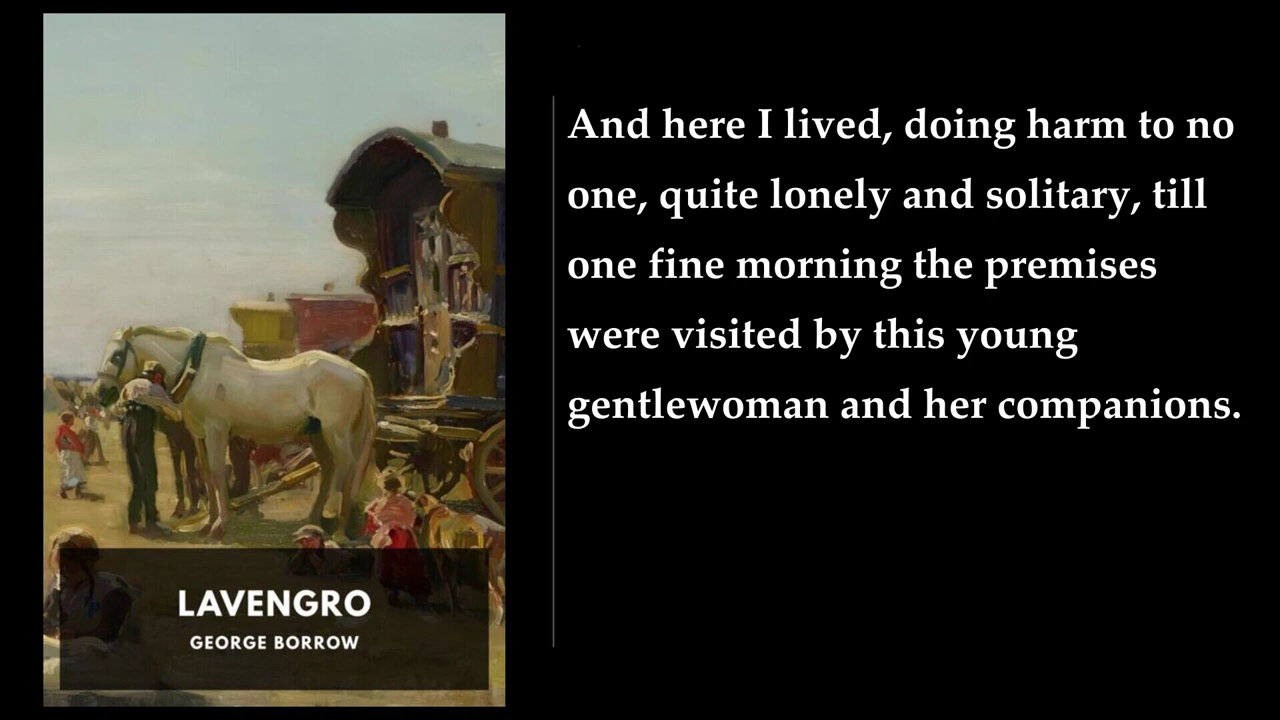 And here I lived, doing harm to no
one, quite lonely and solitary, till
one fine morning the premises
were visited by this young
gentlewoman and her companions.
LAVENGRO
GEORGE BORROW